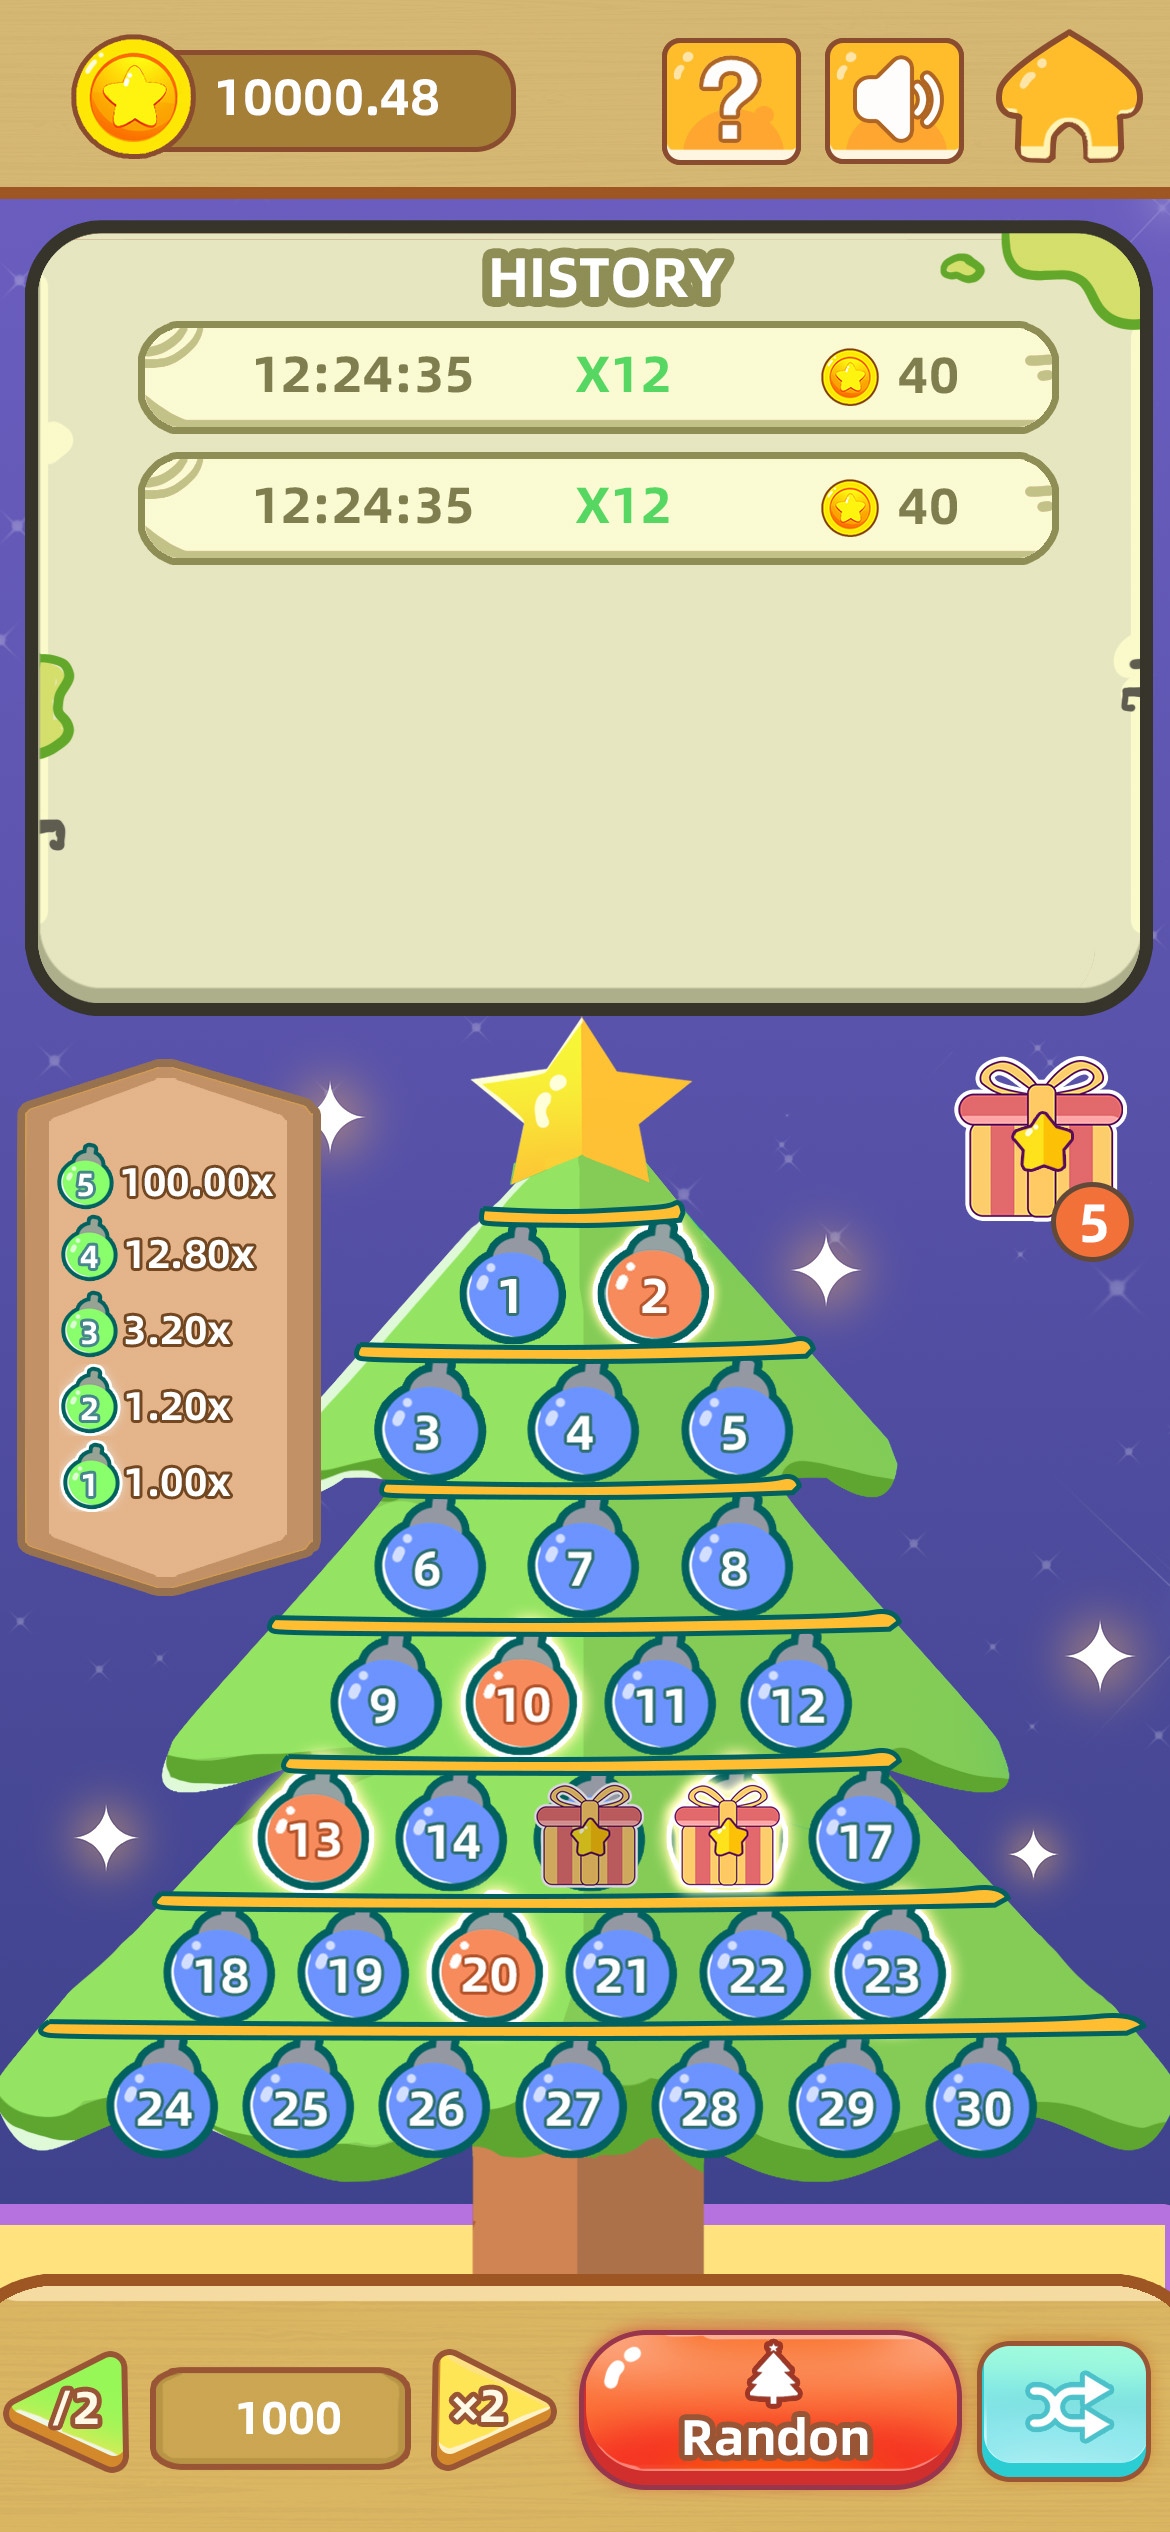 10000.48
?
HISTORY
12:24:35 X12 40
12:24:35 X12 40
5 100.00x
4 12.80x
3 3.20x
2 1.20x
1 1.00x
5
1 2
3 4 5
6 7 8
9 10 11 12
13 14 17
18 19 20 21 22 23
24 25 26 27 28 29 30
/2 1000 ×2 Randon